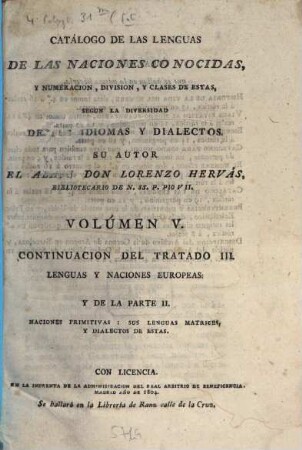 CATÁLOGO DE LAS LENGUAS
DE LAS NACIONES CONOCIDAS,
Y NUMERACION, DIVISION, Y CLASES DE ESTAS,
SEGUN LA DIVERSIDAD
DE SUS IDIOMAS Y DIALECTOS.
SU AUTOR
EL ABATE DON LORENZO HERVÁS,
BIBLIOTECARIO DE N. SS. P. PIO VII.
VOLÚMEN V.
CONTINUACION DEL TRATADO III.
LENGUAS Y NACIONES EUROPEAS:
Y DE LA PARTE II.
NACIONES PRIMITIVAS: SUS LENGUAS MATRICES,
Y DIALECTOS DE ESTAS.
CON LICENCIA.
EN LA IMPRENTA DE LA ADMINISTRACION DEL REAL ARBITRIO DE BENEFICENCIA.
MADRID AÑO DE 1804.
Se hallará en la Librería de Ranz calle de la Cruz.